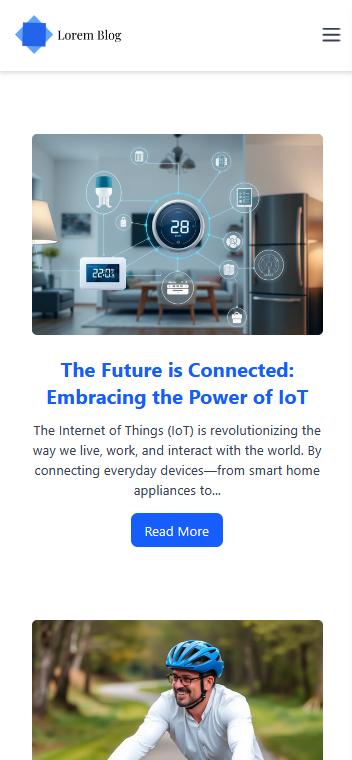 Lorem Blog
28
22.0
The Future is Connected:
Embracing the Power of IoT
The Internet of Things (IoT) is revolutionizing the
way we live, work, and interact with the world. By
connecting everyday devices—from smart home
appliances to...
Read More